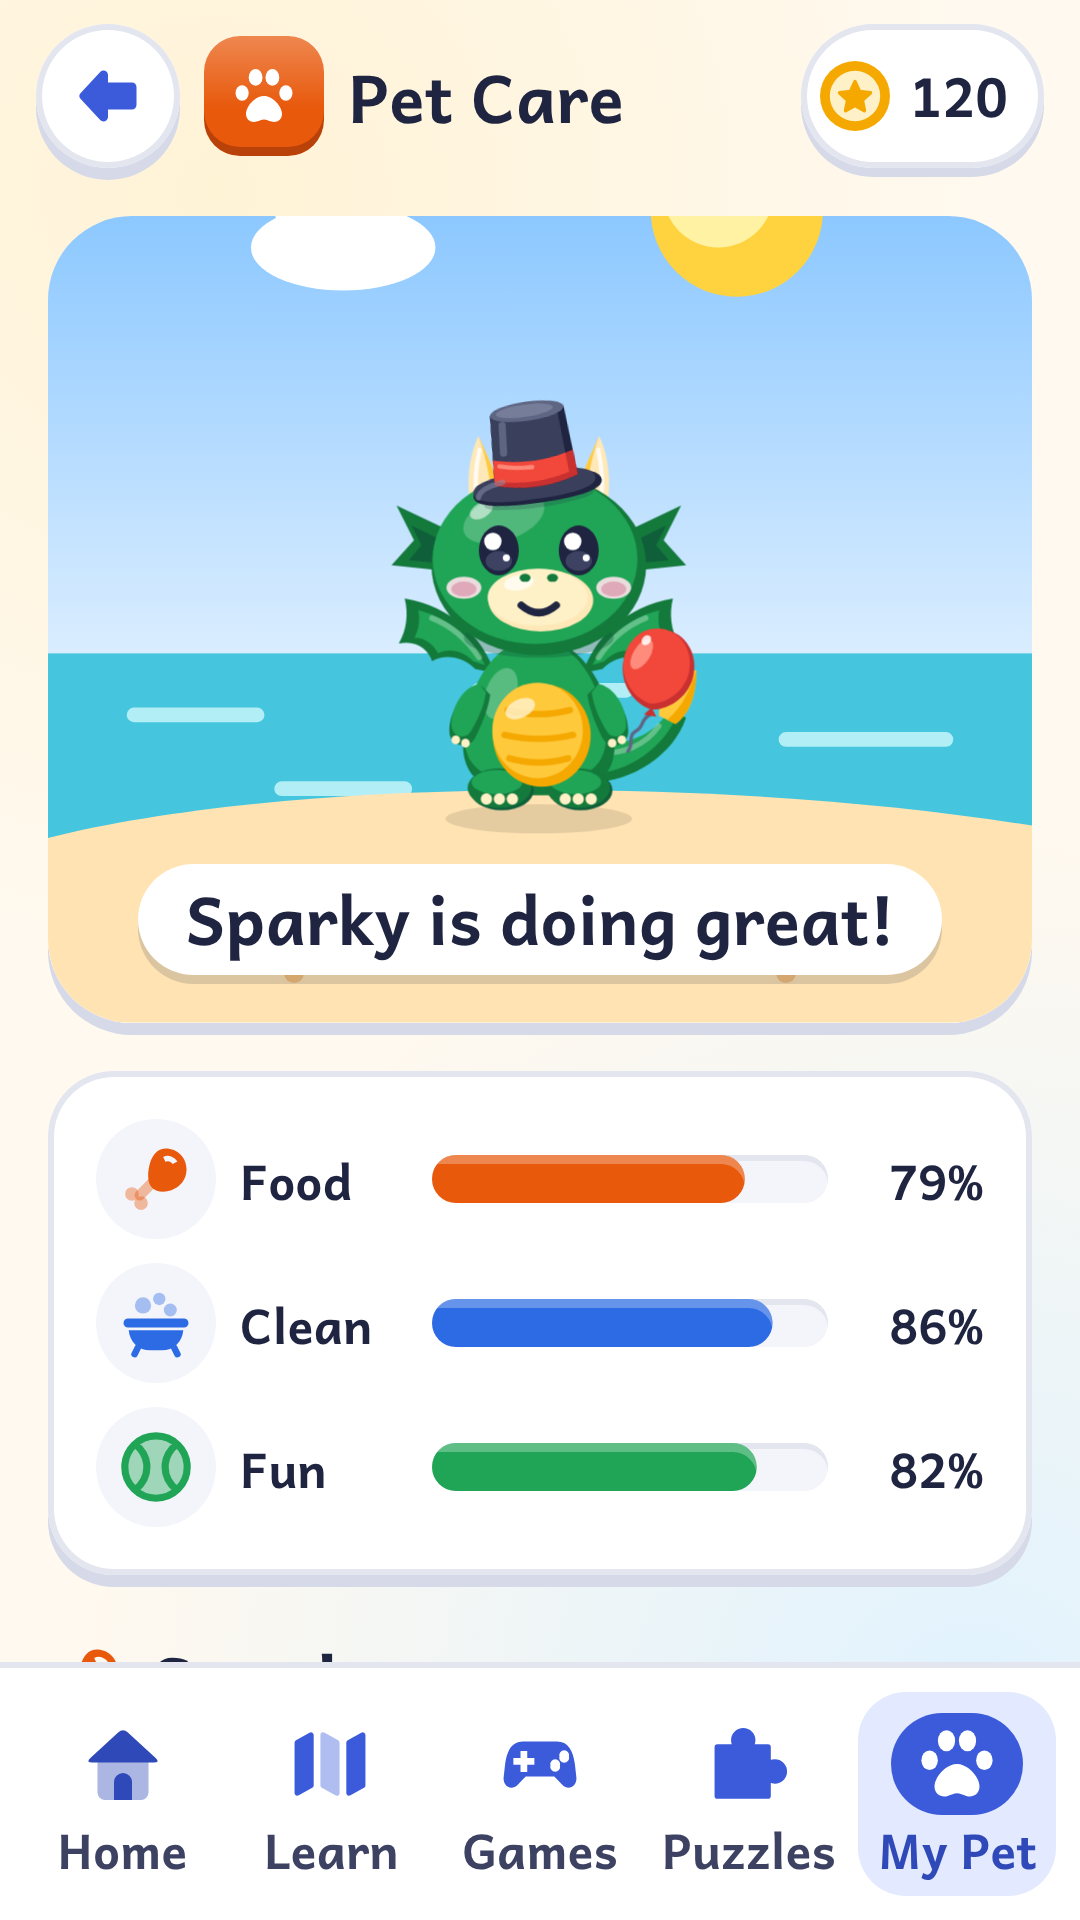 Pet Care
120
Sparky is doing great!
Food 79%
Clean 86%
Fun 82%
Home Learn Games Puzzles My Pet